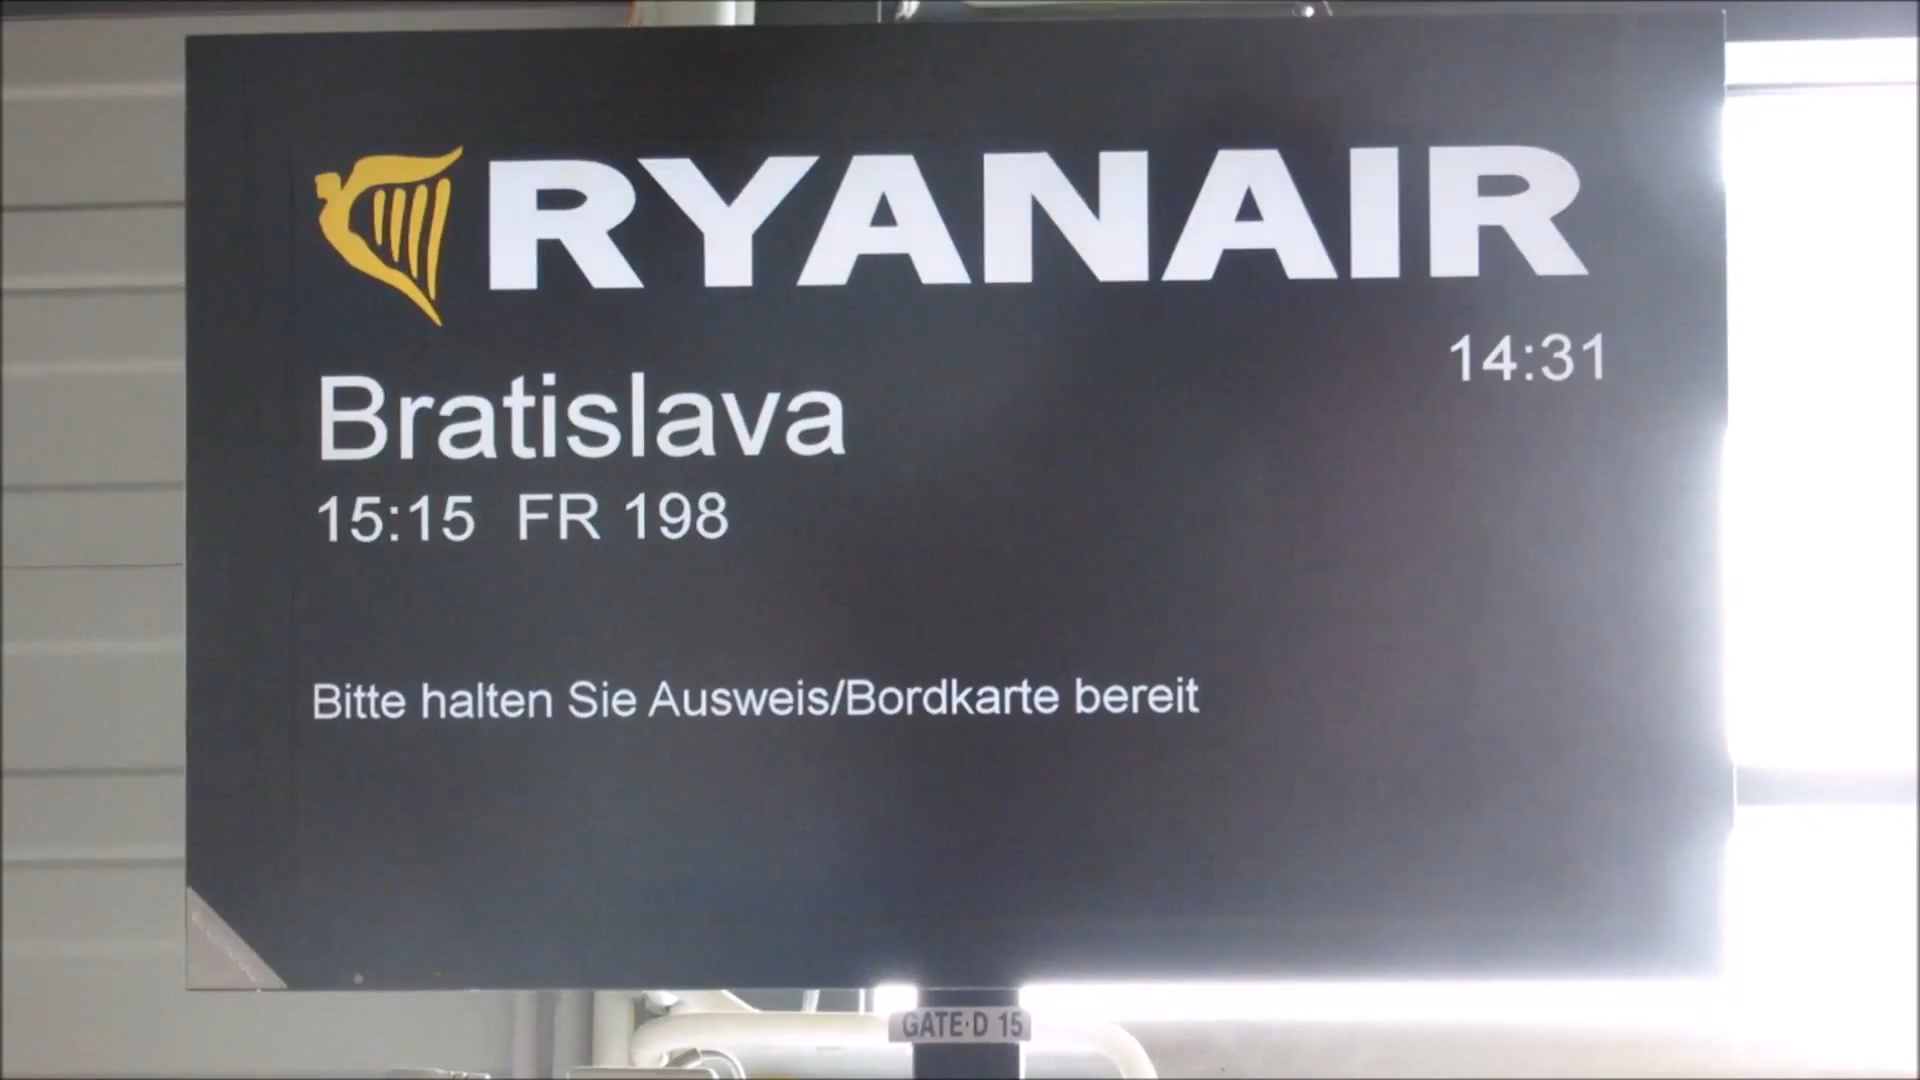 RYANAIR
14:31
Bratislava
15:15 FR 198
Bitte halten Sie Ausweis/Bordkarte bereit
GATE·D 15